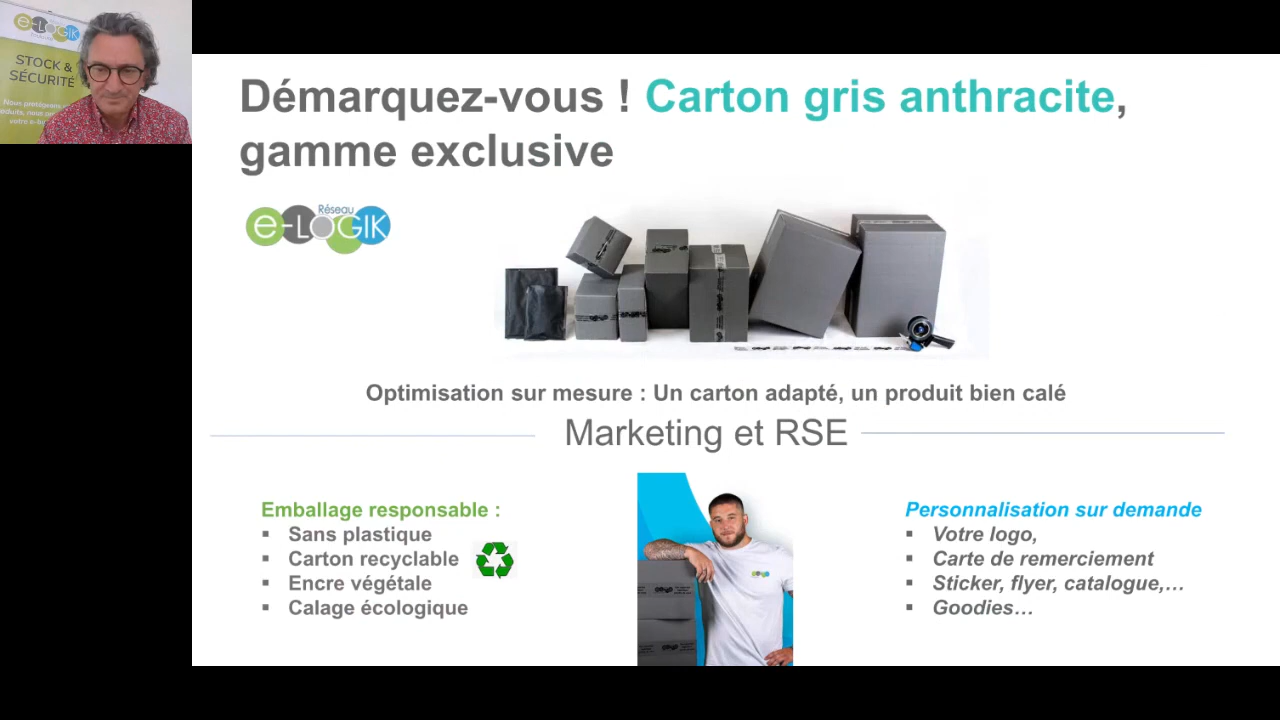 e-LOGIK
STOCK &
SÉCURITÉ
Démarquez-vous ! Carton gris anthracite,
gamme exclusive
Réseau
e-LOGIK
Optimisation sur mesure : Un carton adapté, un produit bien calé
Marketing et RSE
Emballage responsable :
▪ Sans plastique
▪ Carton recyclable
▪ Encre végétale
▪ Calage écologique
Personnalisation sur demande
▪ Votre logo,
▪ Carte de remerciement
▪ Sticker, flyer, catalogue,…
▪ Goodies…